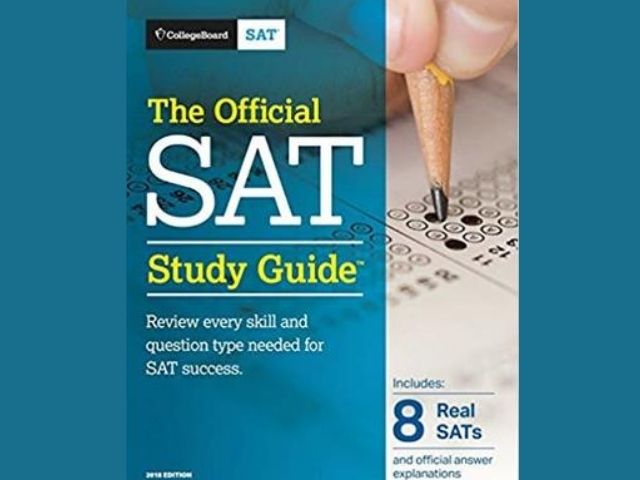 CollegeBoard SAT®
The Official
SAT
Study Guide™
Review every skill and
question type needed for
SAT success.
Includes:
8 Real
SATs
and official answer
explanations
2018 EDITION